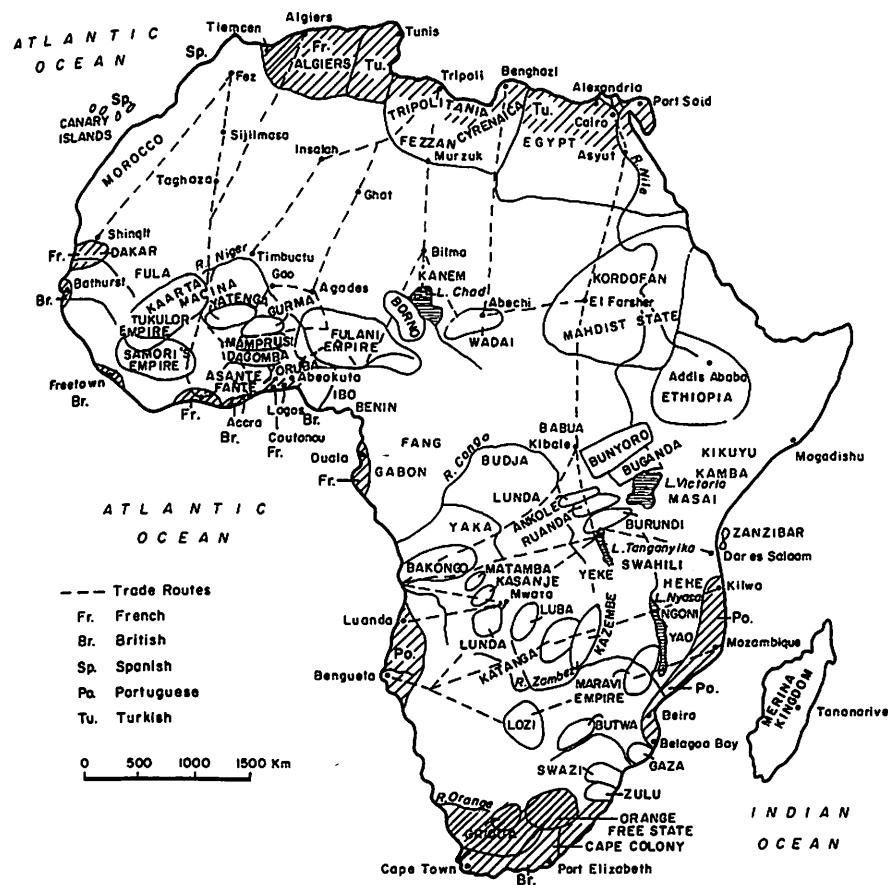 ATLANTIC
OCEAN
Algiers
Tlemcen
Tunis
Sp.
Fr.
ALGIERS
Tu.
Fez
Tripoli
Benghazi
Alexandria
Port Said
Sp.
CANARY
ISLANDS
TRIPOLITANIA
CYRENAICA
Tu.
Cairo
EGYPT
MOROCCO
Sijilmasa
Insalah
FEZZAN
Murzuk
Asyut
R. Nile
Taghaza
Ghat
Shinqit
Fr.
DAKAR
R. Niger
Timbuctu
Bilma
Bathurst
FULA
Gao
KANEM
KORDOFAN
Br.
KAARTA
MACINA
YATENGA
GURMA
Agades
L. Chad
Abechi
El Farsher
TUKULOR
EMPIRE
BORNO
WADAI
MAHDIST STATE
SAMORI'S
EMPIRE
MAMPRUSI
DAGOMBA
FULANI
EMPIRE
Addis Ababa
ETHIOPIA
ASANTE
FANTE
YORUBA
Abeokuta
IBO
BENIN
Freetown
Br.
Fr.
Accra
Br.
Lagos
Br.
Coutonou
Fr.
BABUA
Kibale
BUNYORO
BUGANDA
KIKUYU
KAMBA
Mogadishu
FANG
R. Congo
BUDJA
Ouala
Fr.
GABON
L. Victoria
MASAI
LUNDA
ATLANTIC
OCEAN
ANKOLE
RUANDA
YAKA
BURUNDI
ZANZIBAR
L. Tanganyika
Dar es Salaam
BAKONGO
MATAMBA
KASANJE
YEKE
SWAHILI
Mwata
HEHE
Kilwa
L. Nyasa
Luanda
LUBA
KAZEMBE
NGONI
Po.
LUNDA
YAO
Po.
KATANGA
Mozambique
Benguela
R. Zambezi
MARAVI
EMPIRE
Po.
MERINA
KINGDOM
Tananarive
LOZI
BUTWA
Beira
Belagoa Bay
GAZA
SWAZI
ZULU
R. Orange
GRIQUA
ORANGE
FREE STATE
CAPE COLONY
Cape Town
Port Elizabeth
Br.
INDIAN
OCEAN
Trade Routes
Fr. French
Br. British
Sp. Spanish
Po. Portuguese
Tu. Turkish
0 500 1000 1500 Km